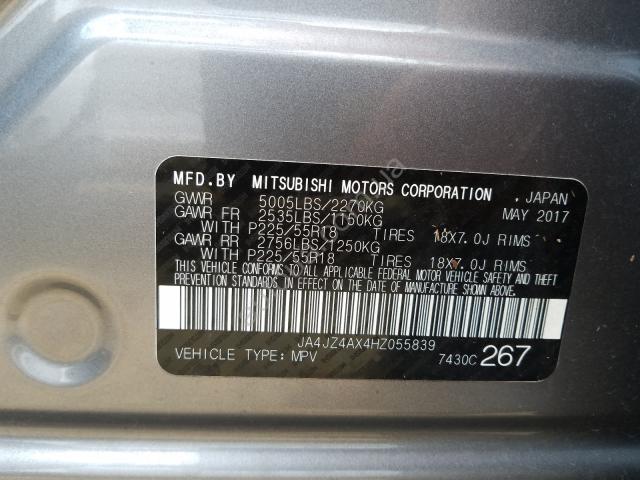 MFD.BY MITSUBISHI MOTORS CORPORATION , JAPAN
GVWR 5005LBS/2270KG MAY 2017
GAWR FR 2535LBS/1150KG
WITH P225/55R18 TIRES 18X7.0J RIMS
GAWR RR 2756LBS/1250KG
WITH P225/55R18 TIRES 18X7.0J RIMS
THIS VEHICLE CONFORMS TO ALL APPLICABLE FEDERAL MOTOR VEHICLE SAFETY AND THEFT
PREVENTION STANDARDS IN EFFECT ON THE DATE OF MANUFACTURE SHOWN ABOVE.
JA4JZ4AX4HZ055839
VEHICLE TYPE: MPV 7430C 267